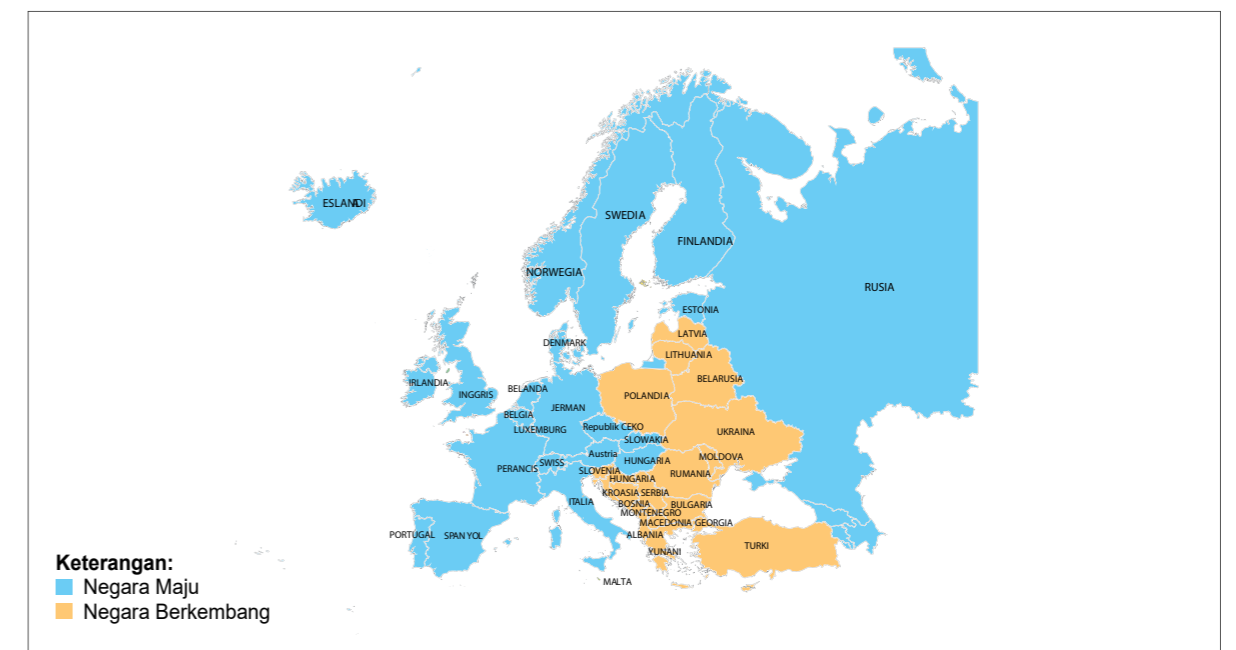 ESLANDI A
SWEDIA
FINLANDIA
NORWEGIA
RUSIA
ESTONIA
LATVIA
DENMARK
LITHUANIA
BELARUSIA
IRLANDIA
BELANDA
INGGRIS
POLANDIA
JERMAN
BELGIA
LUXEMBURG
Republik CEKO
UKRAINA
SLOWAKIA
Austria
MOLDOVA
HUNGARIA
SWISS
PERANCIS
SLOVENIA
RUMANIA
HUNGARIA
KROASIA SERBIA
ITALIA
BOSNIA
BULGARIA
MONTENEGRO
MACEDONIA GEORGIA
PORTUGAL
SPAN YOL
ALBANIA
TURKI
YUNANI
MALTA
Keterangan:
Negara Maju
Negara Berkembang